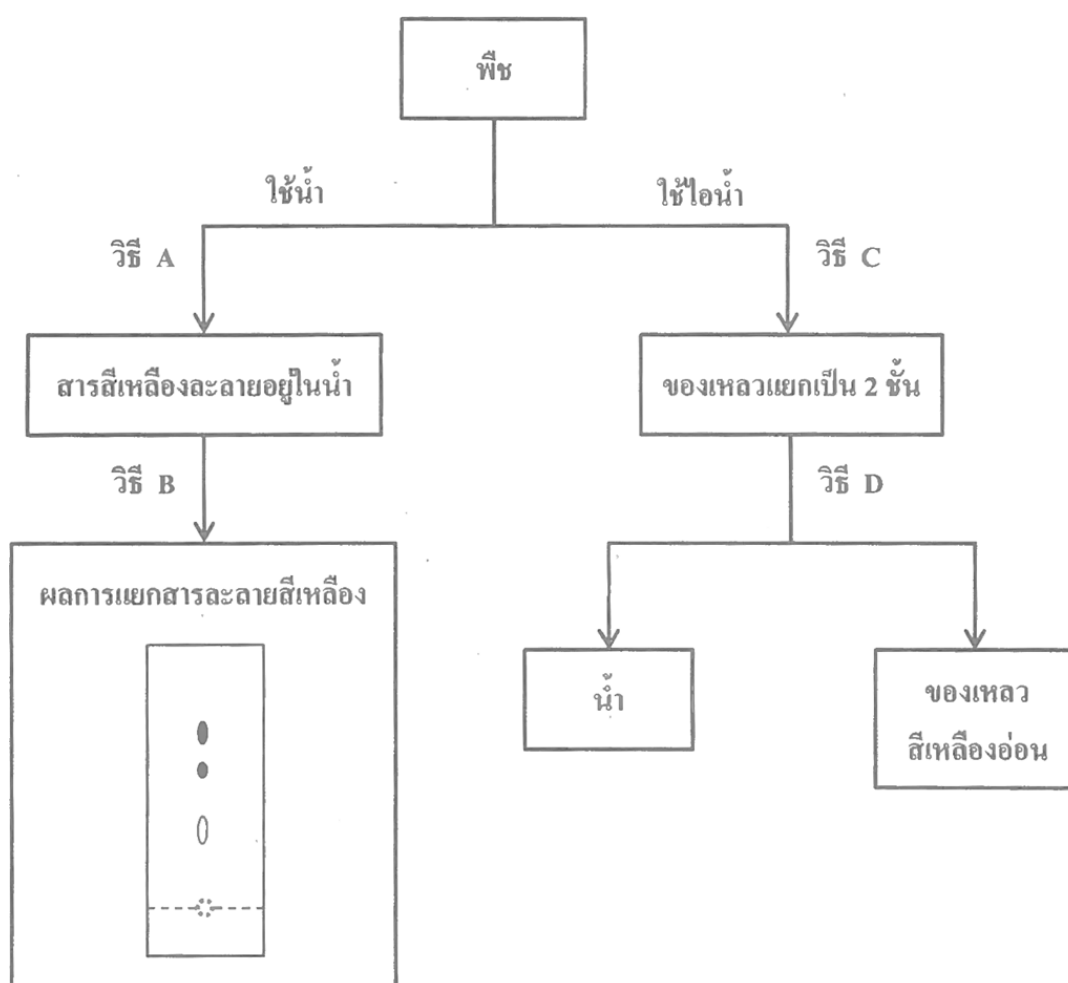 พืช
ใช้น้ำ
ใช้ไอน้ำ
วิธี A
วิธี C
สารสีเหลืองละลายอยู่ในน้ำ
ของเหลวแยกเป็น 2 ชั้น
วิธี B
วิธี D
ผลการแยกสารละลายสีเหลือง
น้ำ
ของเหลว
สีเหลืองอ่อน